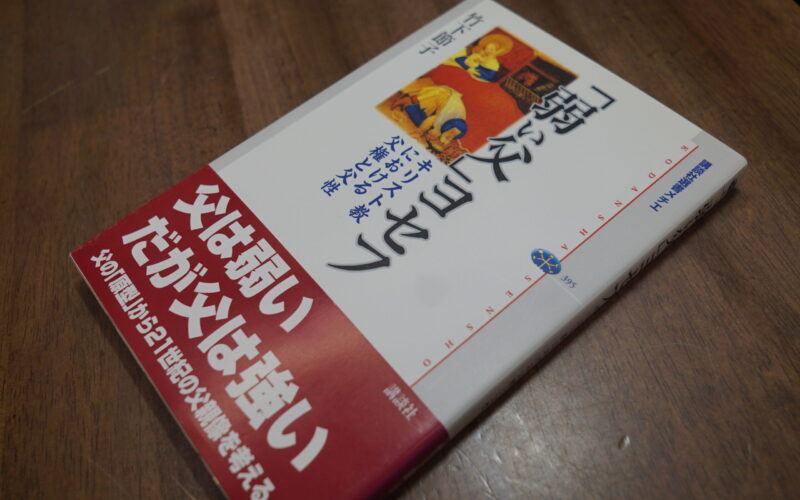 竹下節子
「弱い父」ヨセフ
キリスト教
における
父権と父性
講談社選書メチエ
KODANSHA SENSHO
395
父は弱い
だが父は強い
父の「原型」から21世紀の父親像を考える
講談社